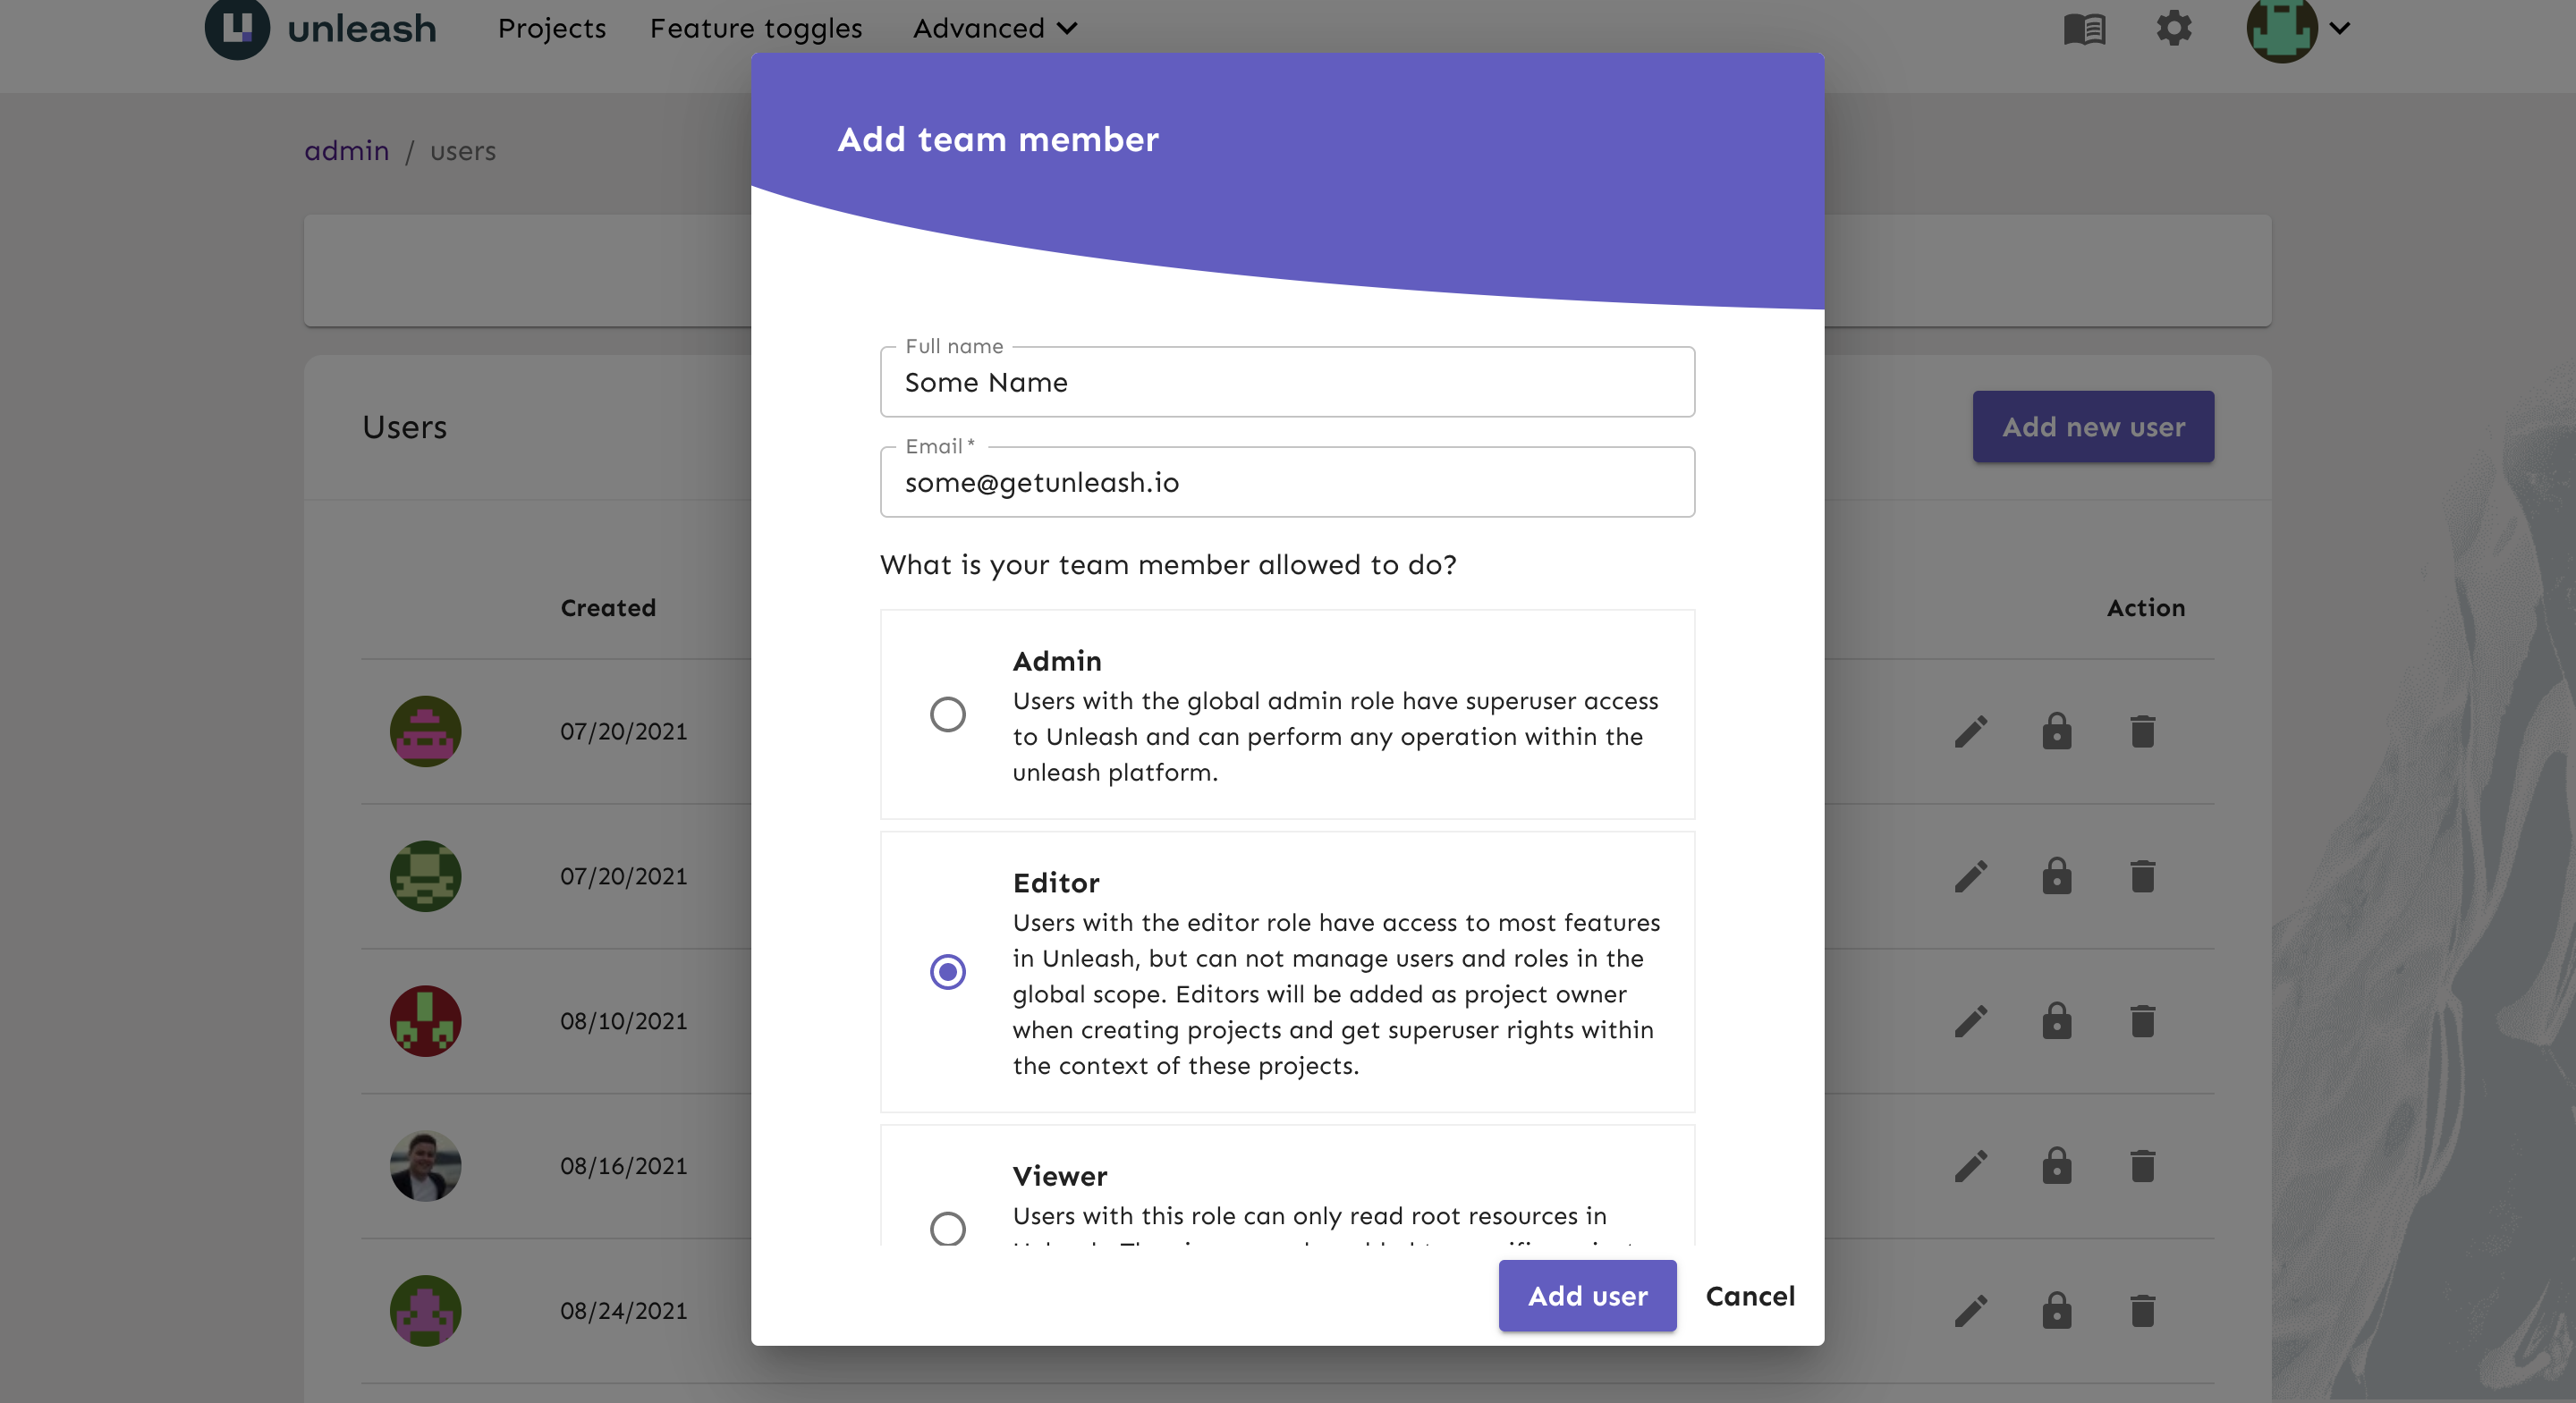 unleash Projects Feature toggles Advanced
Add team member
admin / users
Full name
Some Name
Users
Add new user
Email *
some@getunleash.io
What is your team member allowed to do?
Created
Action
Admin
Users with the global admin role have superuser access
to Unleash and can perform any operation within the
unleash platform.
07/20/2021
Editor
07/20/2021
Users with the editor role have access to most features
in Unleash, but can not manage users and roles in the
global scope. Editors will be added as project owner
when creating projects and get superuser rights within
the context of these projects.
08/10/2021
Viewer
08/16/2021
Users with this role can only read root resources in
Add user
Cancel
08/24/2021